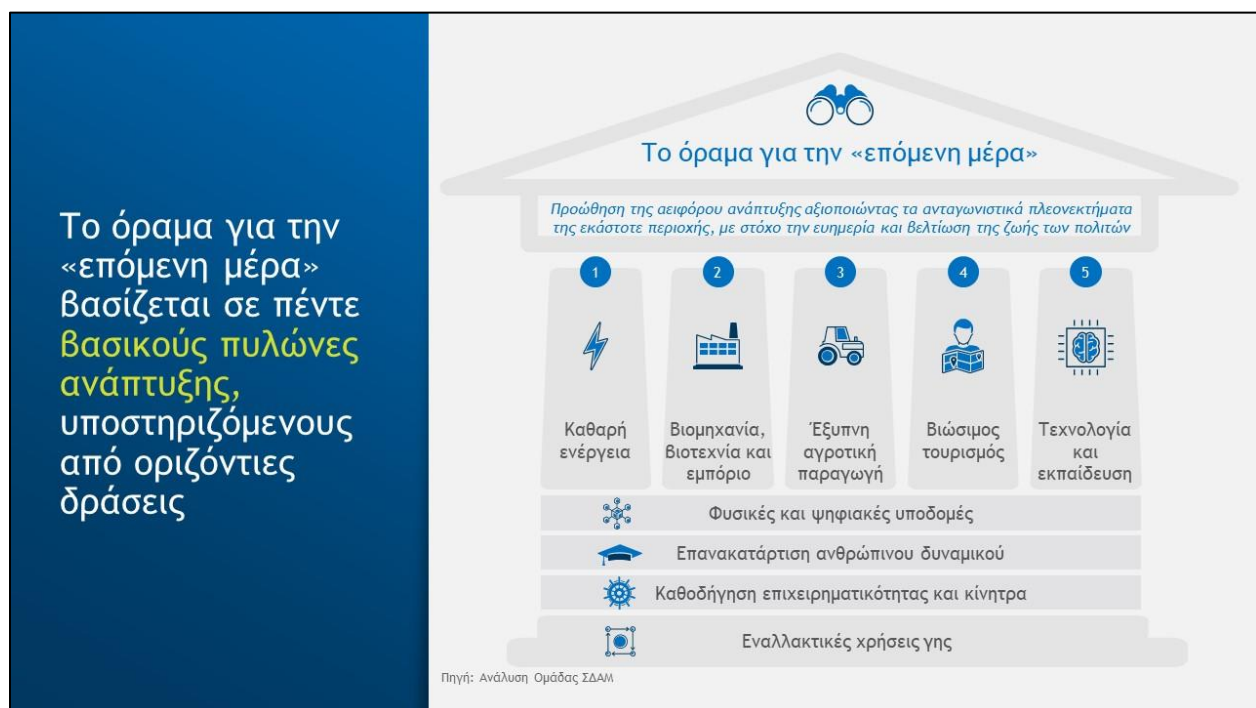 Το όραμα για την
«επόμενη μέρα»
βασίζεται σε πέντε
βασικούς πυλώνες
ανάπτυξης,
υποστηριζόμενους
από οριζόντιες
δράσεις
Το όραμα για την «επόμενη μέρα»
Προώθηση της αειφόρου ανάπτυξης αξιοποιώντας τα ανταγωνιστικά πλεονεκτήματα
της εκάστοτε περιοχής, με στόχο την ευημερία και βελτίωση της ζωής των πολιτών
1
Καθαρή
ενέργεια
2
Βιομηχανία,
βιοτεχνία και
εμπόριο
3
Έξυπνη
αγροτική
παραγωγή
4
Βιώσιμος
τουρισμός
5
Τεχνολογία
και
εκπαίδευση
Φυσικές και ψηφιακές υποδομές
Επανακατάρτιση ανθρώπινου δυναμικού
Καθοδήγηση επιχειρηματικότητας και κίνητρα
Εναλλακτικές χρήσεις γης
Πηγή: Ανάλυση Ομάδας ΣΔΑΜ